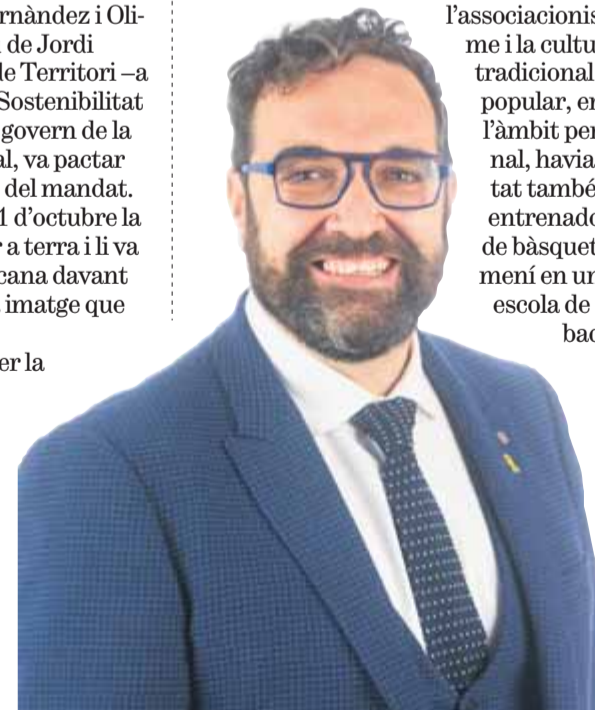 rnàndez i Oli-
de Jordi
le Territori –a
Sostenibilitat
govern de la
al, va pactar
del mandat.
1 d’octubre la
r a terra i li va
cana davant
imatge que
er la
l’associacionis
me i la cultu
tradicional
popular, en
l’àmbit per
nal, havia
tat també
entrenado
de bàsquet
mení en un
escola de
bad